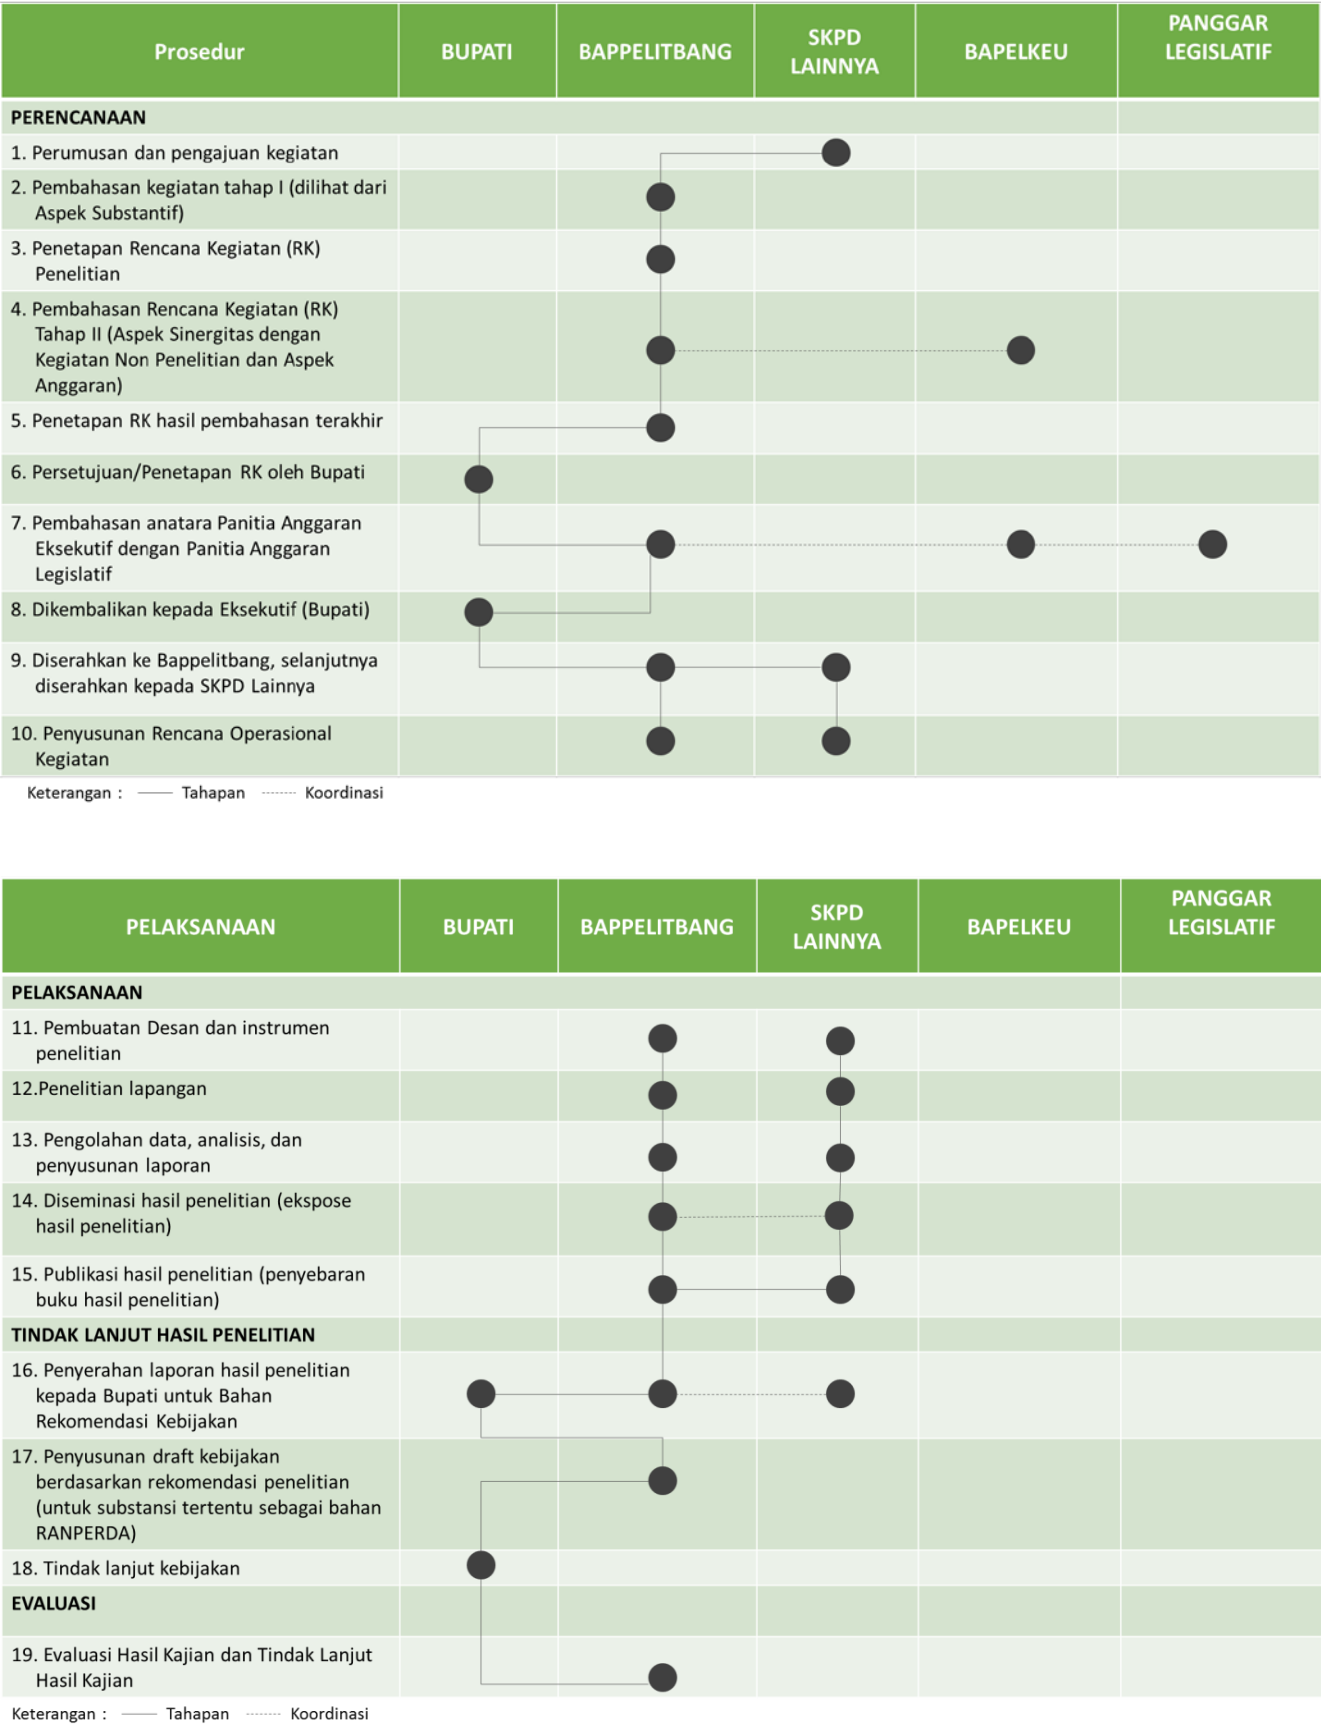 Prosedur
BUPATI
BAPPELITBANG
SKPD
LAINNYA
BAPELKEU
PANGGAR
LEGISLATIF
PERENCANAAN
1. Perumusan dan pengajuan kegiatan
2. Pembahasan kegiatan tahap I (dilihat dari
Aspek Substantif)
3. Penetapan Rencana Kegiatan (RK)
Penelitian
4. Pembahasan Rencana Kegiatan (RK)
Tahap II (Aspek Sinergitas dengan
Kegiatan Non Penelitian dan Aspek
Anggaran)
5. Penetapan RK hasil pembahasan terakhir
6. Persetujuan/Penetapan RK oleh Bupati
7. Pembahasan anatara Panitia Anggaran
Eksekutif dengan Panitia Anggaran
Legislatif
8. Dikembalikan kepada Eksekutif (Bupati)
9. Diserahkan ke Bappelitbang, selanjutnya
diserahkan kepada SKPD Lainnya
10. Penyusunan Rencana Operasional
Kegiatan
Keterangan : Tahapan Koordinasi
PELAKSANAAN
BUPATI
BAPPELITBANG
SKPD
LAINNYA
BAPELKEU
PANGGAR
LEGISLATIF
PELAKSANAAN
11. Pembuatan Desan dan instrumen
penelitian
12.Penelitian lapangan
13. Pengolahan data, analisis, dan
penyusunan laporan
14. Diseminasi hasil penelitian (ekspose
hasil penelitian)
15. Publikasi hasil penelitian (penyebaran
buku hasil penelitian)
TINDAK LANJUT HASIL PENELITIAN
16. Penyerahan laporan hasil penelitian
kepada Bupati untuk Bahan
Rekomendasi Kebijakan
17. Penyusunan draft kebijakan
berdasarkan rekomendasi penelitian
(untuk substansi tertentu sebagai bahan
RANPERDA)
18. Tindak lanjut kebijakan
EVALUASI
19. Evaluasi Hasil Kajian dan Tindak Lanjut
Hasil Kajian
Keterangan : Tahapan Koordinasi